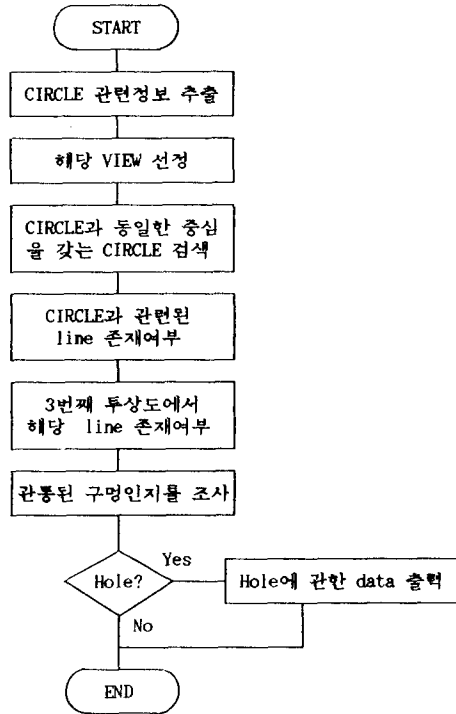 START
CIRCLE 관련정보 추출
해당 VIEW 선정
CIRCLE과 동일한 중심
을 갖는 CIRCLE 검색
CIRCLE과 관련된
line 존재여부
3번째 투상도에서
해당 line 존재여부
관통된 구멍인지를 조사
Hole?
Yes
Hole에 관한 data 출력
No
END